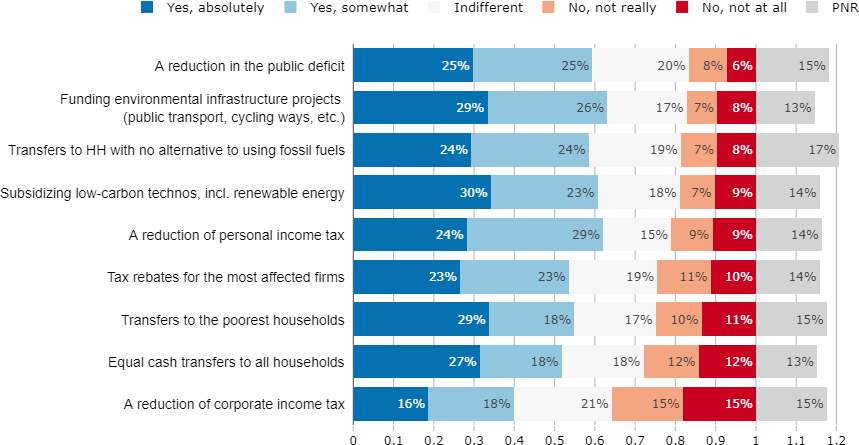 Yes, absolutely Yes, somewhat Indifferent No, not really No, not at all PNR
A reduction in the public deficit 25% 25% 20% 8% 6% 15%
Funding environmental infrastructure projects
(public transport, cycling ways, etc.) 29% 26% 17% 7% 8% 13%
Transfers to HH with no alternative to using fossil fuels 24% 24% 19% 7% 8% 17%
Subsidizing low-carbon technos, incl. renewable energy 30% 23% 18% 7% 9% 14%
A reduction of personal income tax 24% 29% 15% 9% 9% 14%
Tax rebates for the most affected firms 23% 23% 19% 11% 10% 14%
Transfers to the poorest households 29% 18% 17% 10% 11% 15%
Equal cash transfers to all households 27% 18% 18% 12% 12% 13%
A reduction of corporate income tax 16% 18% 21% 15% 15% 15%
0 0.1 0.2 0.3 0.4 0.5 0.6 0.7 0.8 0.9 1 1.1 1.2